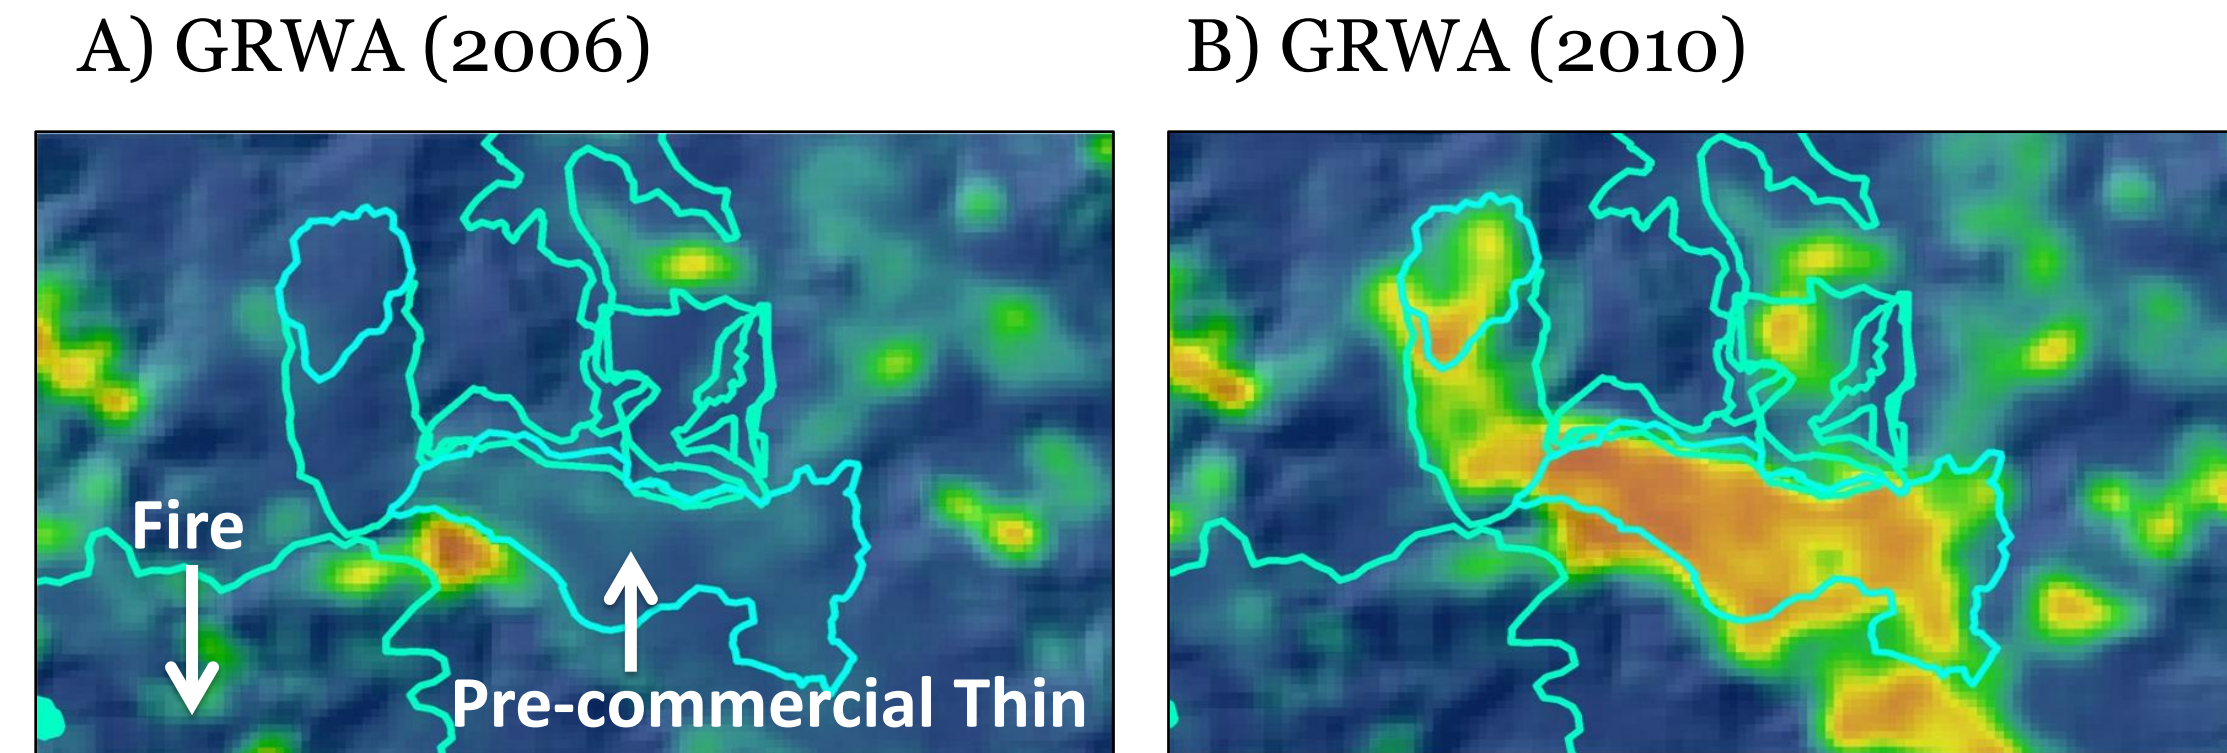 A) GRWA (2006)
B) GRWA (2010)
Fire
Pre-commercial Thin